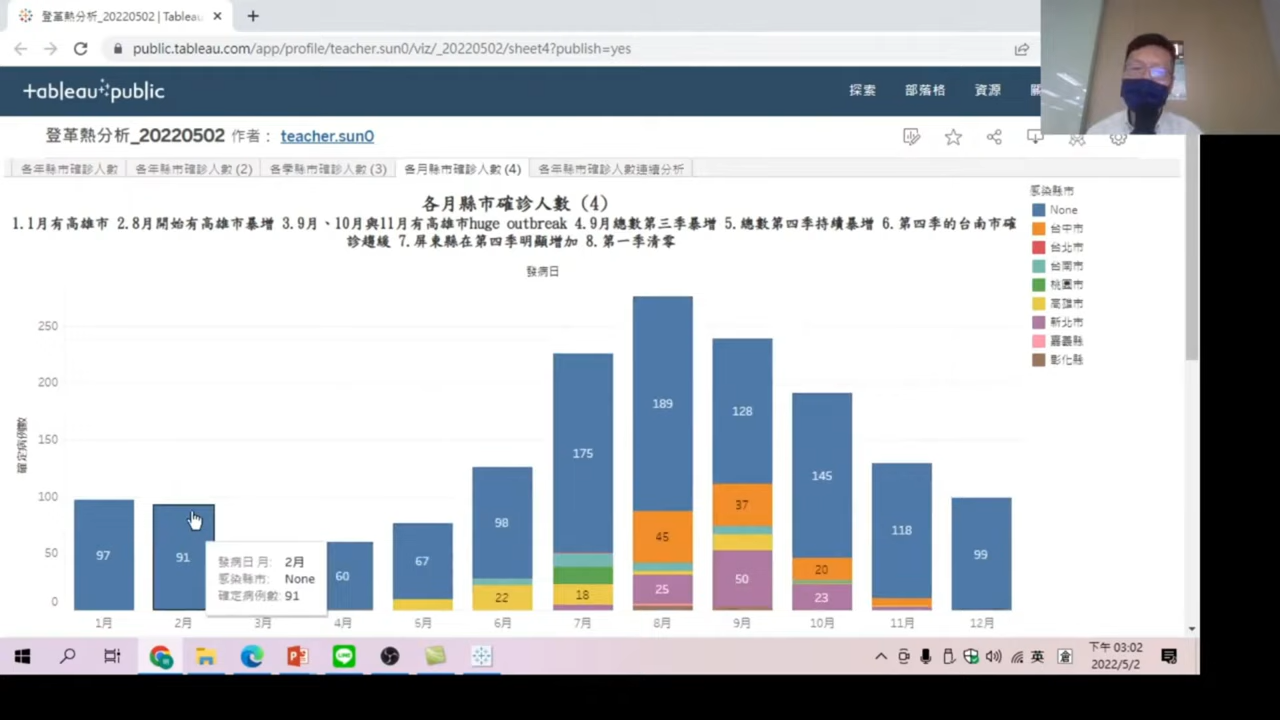 登革熱分析_20220502 | Tablea
public.tableau.com/app/profile/teacher.sun0/viz/_20220502/sheet4?publish=yes
+ab|eau public
探索 部落格 資源
登革熱分析_20220502 作者： teacher.sun0
各年縣市確診人數 各年縣市確診人數 (2) 各季縣市確診人數 (3) 各月縣市確診人數 (4) 各年縣市確診人數連續分析
各月縣市確診人數 (4)
1.1月有高雄市 2.8月開始有高雄市暴增 3.9月、10月與11月有高雄市huge outbreak 4.9月總數第三季暴增 5.總數第四季持續暴增 6.第四季的台南市確
診趨緩 7.屏東縣在第四季明顯增加 8.第一季清零
發病日
確定病例數
250
200
150
100
50
0
97
91
60
67
98
22
175
18
189
45
25
128
37
50
145
20
23
118
99
發病日 月: 2月
感染縣市: None
確定病例數: 91
1月 2月 3月 4月 5月 6月 7月 8月 9月 10月 11月 12月
感染縣市
None
台中市
台北市
台南市
桃園市
高雄市
新北市
嘉義縣
彰化縣
英
下午 03:02
2022/5/2